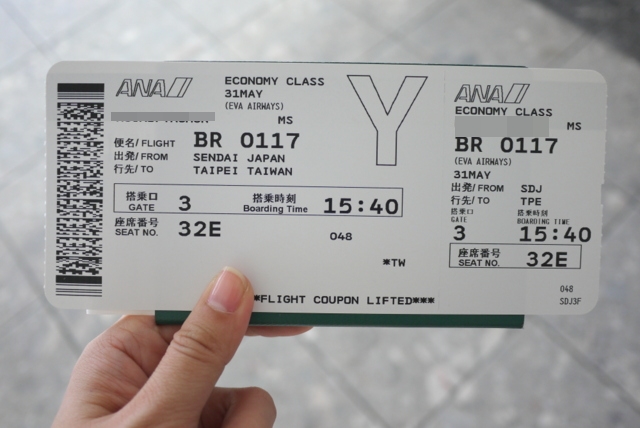 ANA
ECONOMY CLASS
31MAY
(EVA AIRWAYS)
MS
便名/FLIGHT BR 0117
出発/FROM SENDAI JAPAN
行先/TO TAIPEI TAIWAN
搭乗口 GATE 3 搭乗時刻 Boarding Time 15:40
座席番号 SEAT NO. 32E
048
*TW
*FLIGHT COUPON LIFTED***
Y
ANA
ECONOMY CLASS
MS
BR 0117
(EVA AIRWAYS)
31MAY
出発/FROM SDJ
行先/TO TPE
搭乗口 搭乗時刻
GATE BOARDING TIME
3 15:40
座席番号 SEAT NO. 32E
048
SDJ3F